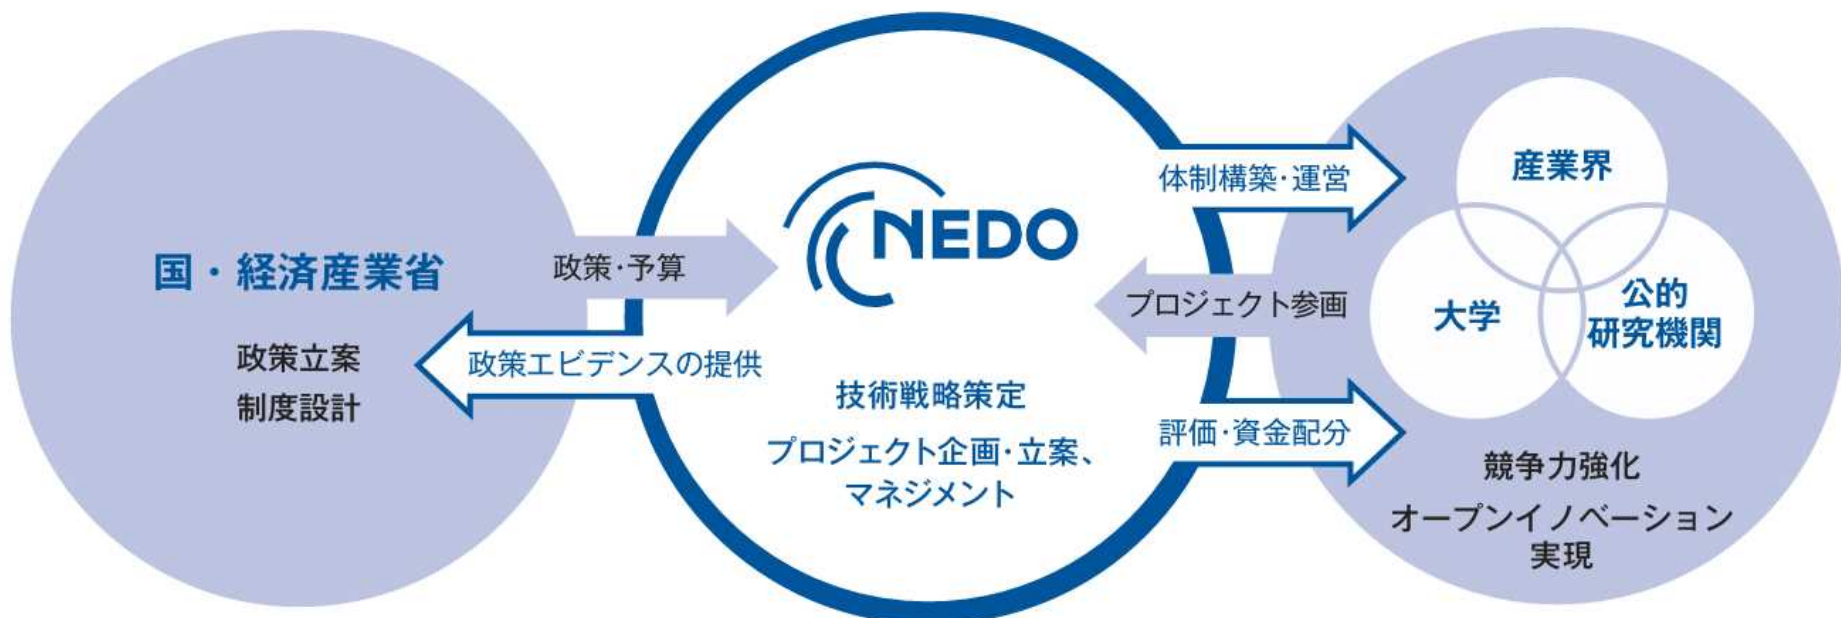 国・経済産業省
政策立案
制度設計
政策・予算
政策エビデンスの提供
NEDO
技術戦略策定
プロジェクト企画・立案、
マネジメント
体制構築・運営
プロジェクト参画
評価・資金配分
産業界
大学
公的
研究機関
競争力強化
オープンイノベーション
実現